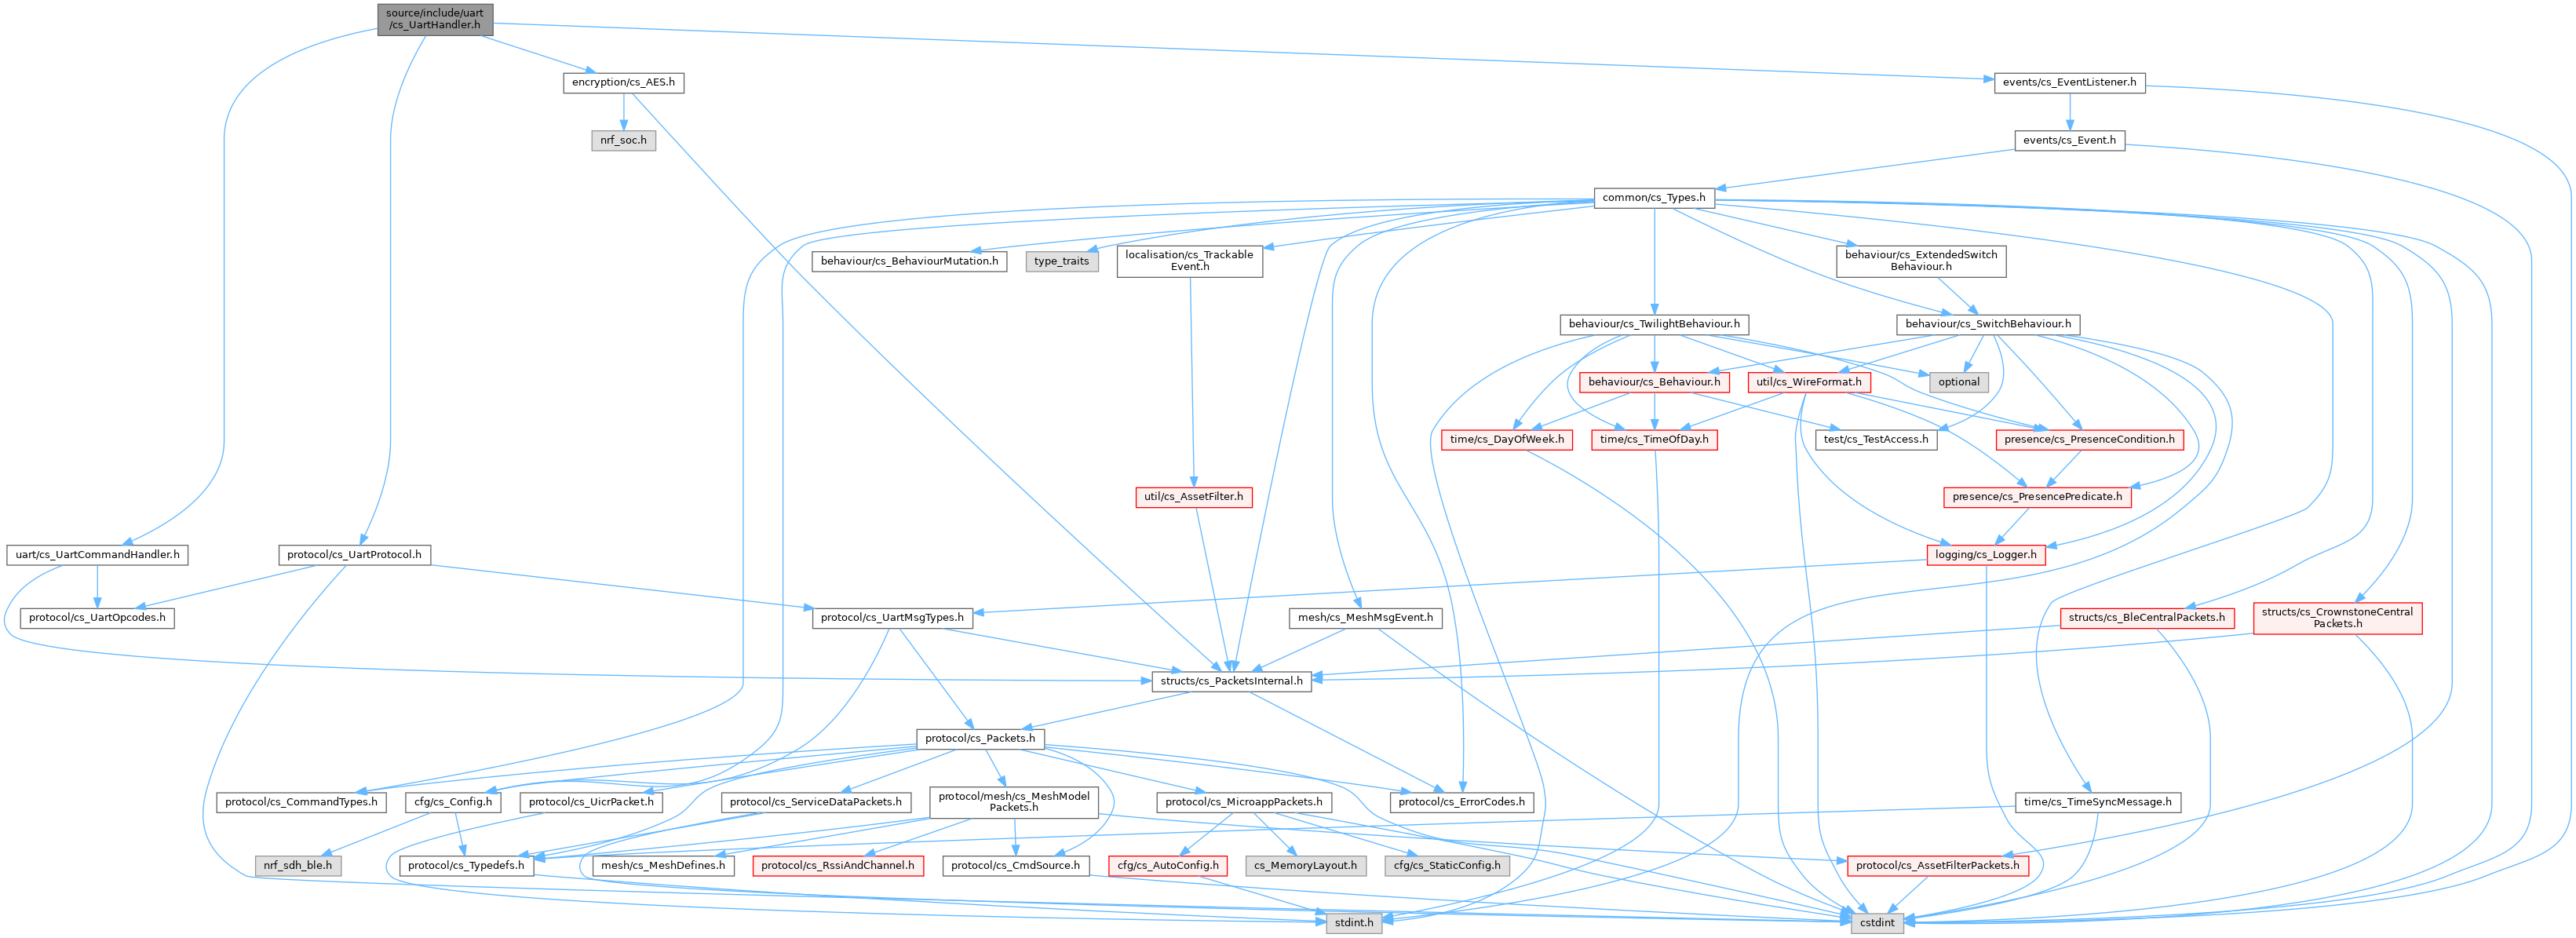 source/include/uart
/cs_UartHandler.h
encryption/cs_AES.h
events/cs_EventListener.h
nrf_soc.h
events/cs_Event.h
common/cs_Types.h
behaviour/cs_BehaviourMutation.h
type_traits
localisation/cs_Trackable
Event.h
behaviour/cs_ExtendedSwitch
Behaviour.h
behaviour/cs_TwilightBehaviour.h
behaviour/cs_SwitchBehaviour.h
behaviour/cs_Behaviour.h
util/cs_WireFormat.h
optional
time/cs_DayOfWeek.h
time/cs_TimeOfDay.h
test/cs_TestAccess.h
presence/cs_PresenceCondition.h
util/cs_AssetFilter.h
presence/cs_PresencePredicate.h
uart/cs_UartCommandHandler.h
protocol/cs_UartProtocol.h
logging/cs_Logger.h
protocol/cs_UartOpcodes.h
protocol/cs_UartMsgTypes.h
mesh/cs_MeshMsgEvent.h
structs/cs_BleCentralPackets.h
structs/cs_CrownstoneCentral
Packets.h
structs/cs_PacketsInternal.h
protocol/cs_Packets.h
protocol/cs_CommandTypes.h
cfg/cs_Config.h
protocol/cs_UicrPacket.h
protocol/cs_ServiceDataPackets.h
protocol/mesh/cs_MeshModel
Packets.h
protocol/cs_MicroappPackets.h
protocol/cs_ErrorCodes.h
time/cs_TimeSyncMessage.h
nrf_sdh_ble.h
protocol/cs_Typedefs.h
mesh/cs_MeshDefines.h
protocol/cs_RssiAndChannel.h
protocol/cs_CmdSource.h
cfg/cs_AutoConfig.h
cs_MemoryLayout.h
cfg/cs_StaticConfig.h
protocol/cs_AssetFilterPackets.h
stdint.h
cstdint